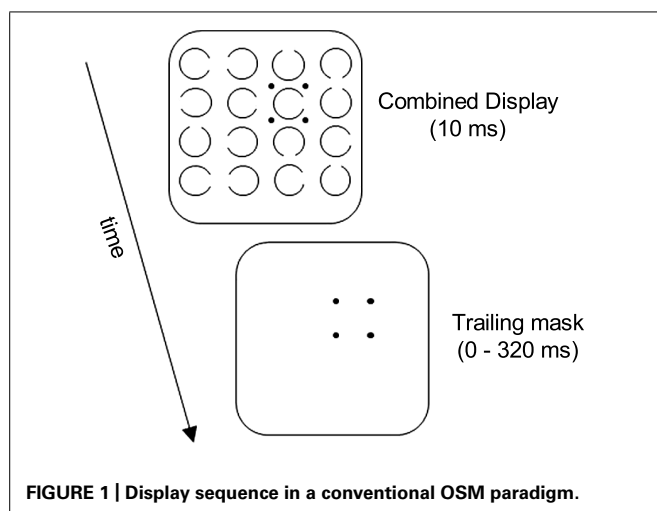 Combined Display
(10 ms)
time
Trailing mask
(0 - 320 ms)
FIGURE 1 | Display sequence in a conventional OSM paradigm.